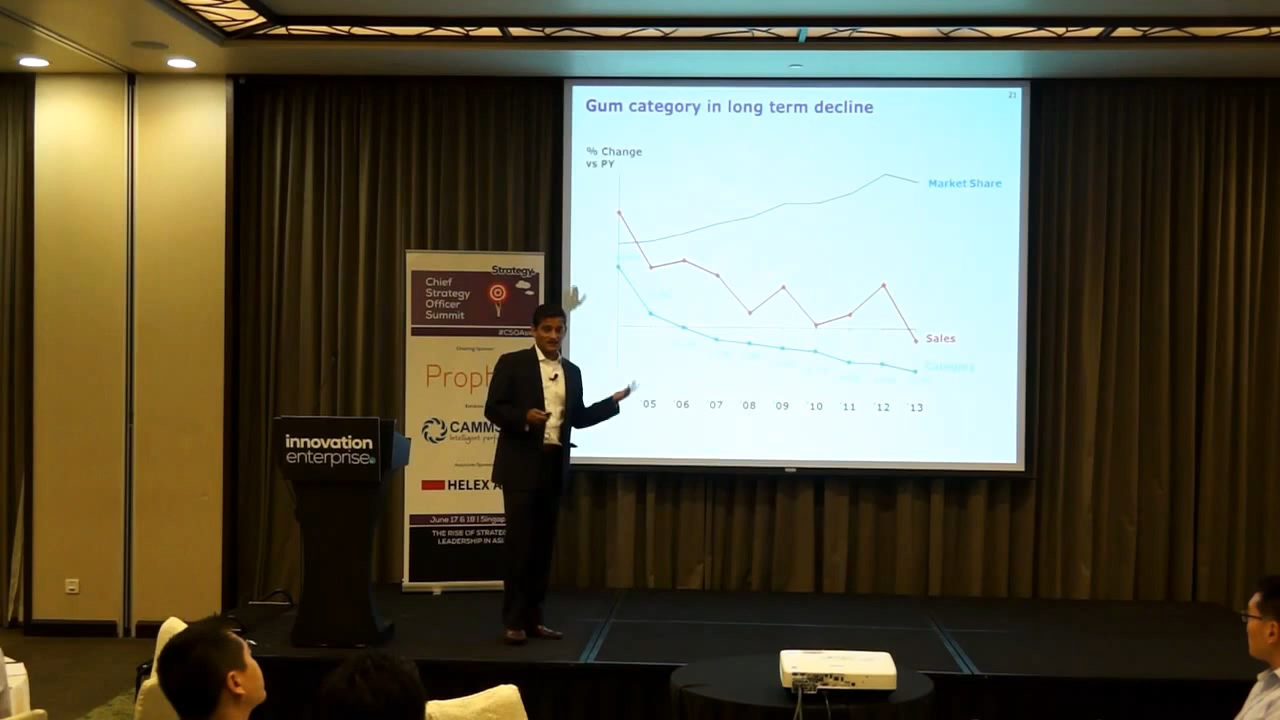 21
Gum category in long term decline
% Change
vs PY
Market Share
Sales
Category
'05 '06 '07 '08 '09 '10 '11 '12 '13
Strategy
Chief
Strategy
Officer
Summit
Proph
CAMMS
HELEX A
June 17 & 18 | Singap
THE RISE OF STRATE
LEADERSHIP IN ASI
innovation
enterprise